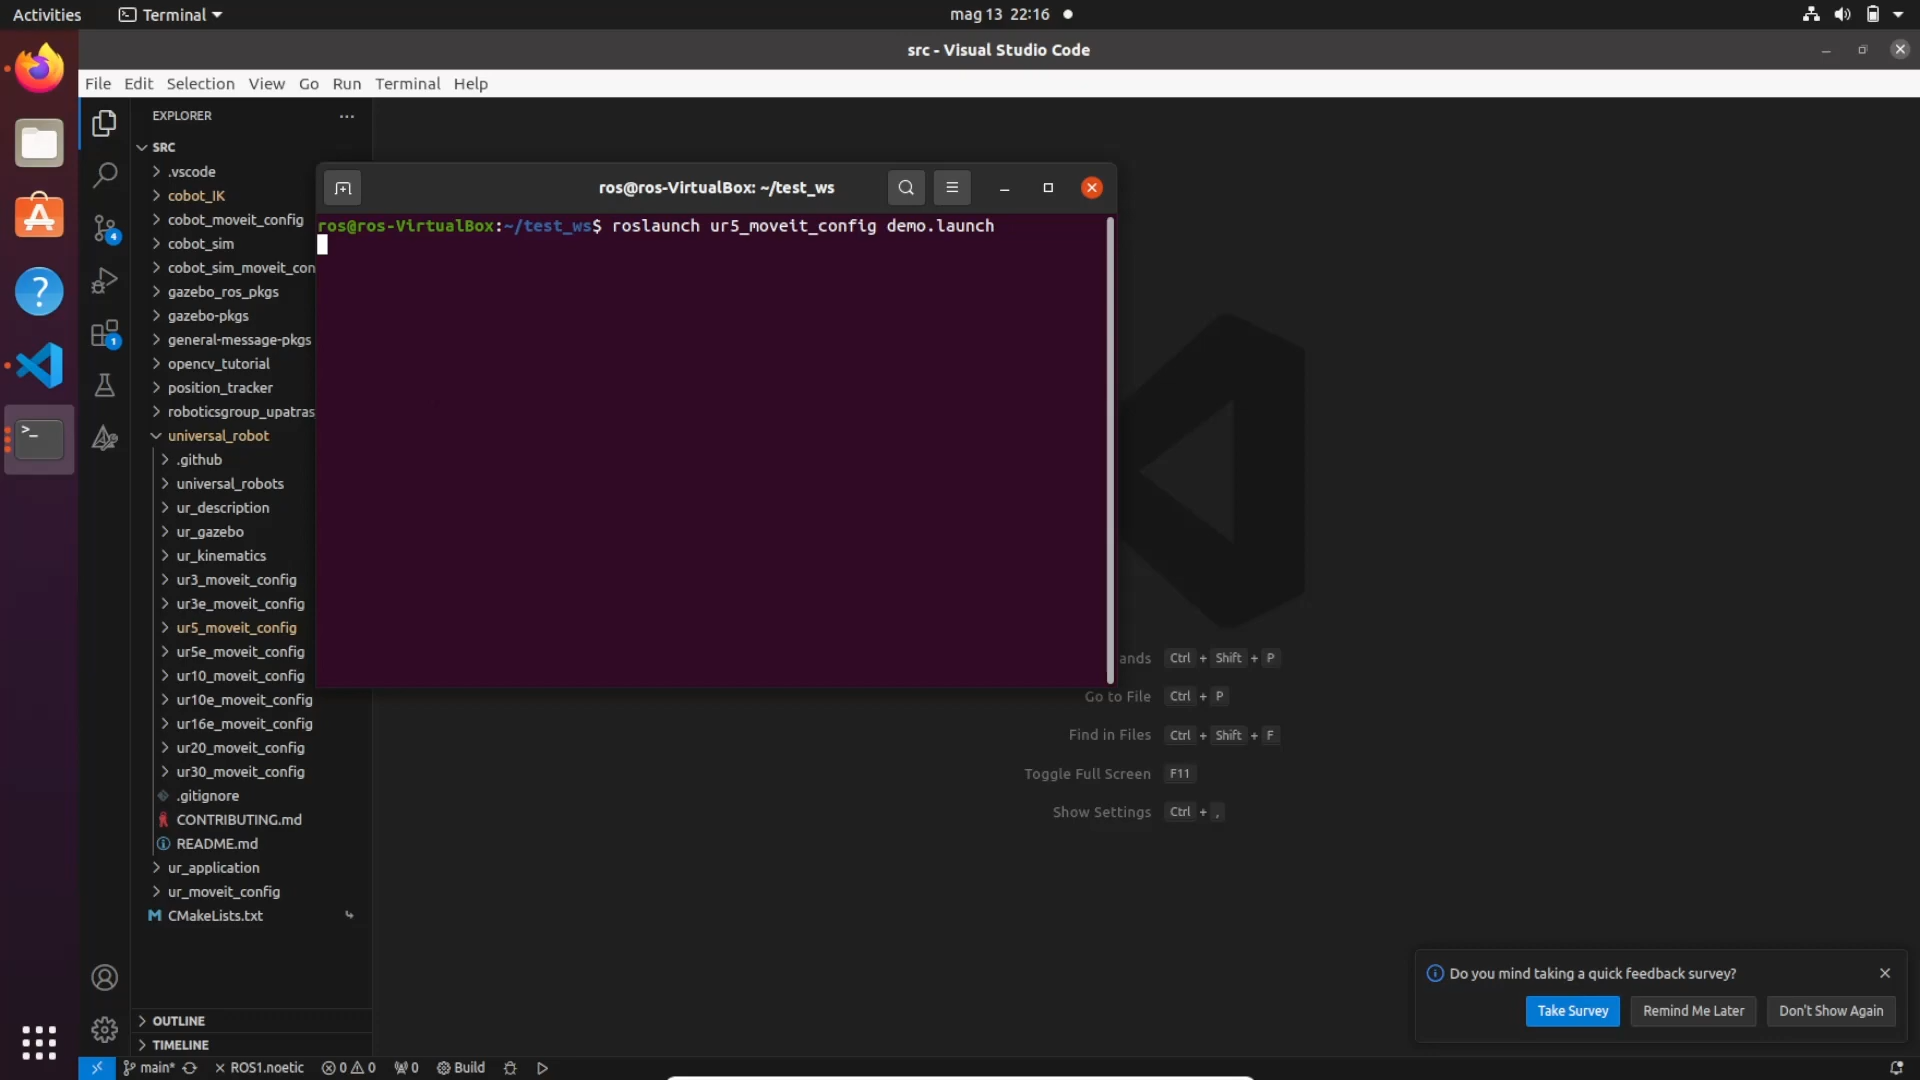 Activities
Terminal
mag 13 22:16
src - Visual Studio Code
File Edit Selection View Go Run Terminal Help
EXPLORER
SRC
.vscode
cobot_IK
cobot_moveit_config
cobot_sim
cobot_sim_moveit_con
gazebo_ros_pkgs
gazebo-pkgs
general-message-pkgs
opencv_tutorial
position_tracker
roboticsgroup_upatras
universal_robot
.github
universal_robots
ur_description
ur_gazebo
ur_kinematics
ur3_moveit_config
ur3e_moveit_config
ur5_moveit_config
ur5e_moveit_config
ur10_moveit_config
ur10e_moveit_config
ur16e_moveit_config
ur20_moveit_config
ur30_moveit_config
.gitignore
CONTRIBUTING.md
README.md
ur_application
ur_moveit_config
M CMakeLists.txt
OUTLINE
TIMELINE
4
1
ros@ros-VirtualBox: ~/test_ws
ros@ros-VirtualBox:~/test_ws$ roslaunch ur5_moveit_config demo.launch
ands Ctrl + Shift + P
Go to File Ctrl + P
Find in Files Ctrl + Shift + F
Toggle Full Screen F11
Show Settings Ctrl + ,
Do you mind taking a quick feedback survey?
Take Survey Remind Me Later Don't Show Again
main* ROS1.noetic 0 0 0 Build